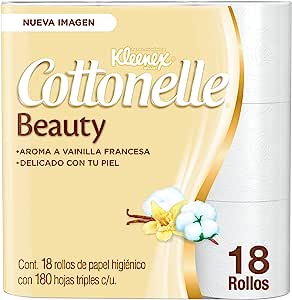 NUEVA IMAGEN
Kleenex
Cottonelle
Beauty
•AROMA A VAINILLA FRANCESA
•DELICADO CON TU PIEL
Cont. 18 rollos de papel higiénico
con 180 hojas triples c/u.
18
Rollos